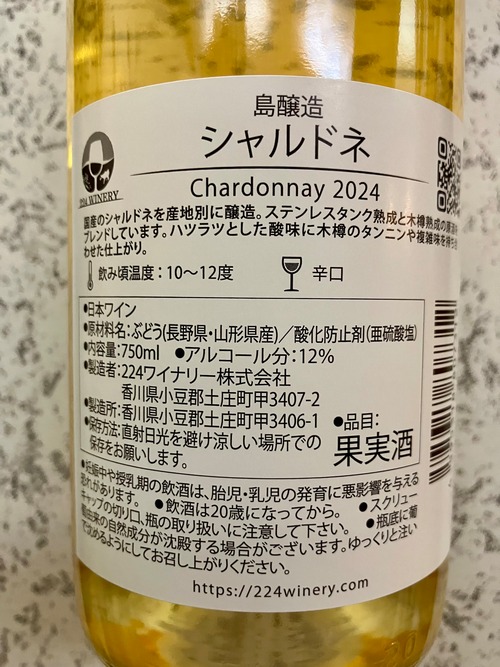 島醸造
シャルドネ
Chardonnay 2024
224 WINERY
国産のシャルドネを産地別に醸造。ステンレスタンク熟成と木樽熟成の原酒を
ブレンドしています。ハツラツとした酸味に木樽のタンニンや複雑味を持ち合
わせた仕上がり。
飲み頃温度:10〜12度
辛口
●日本ワイン
●原材料名:ぶどう(長野県・山形県産)/酸化防止剤(亜硫酸塩)
●内容量:750ml ●アルコール分:12%
●製造者:224ワイナリー株式会社
香川県小豆郡土庄町甲3407-2
●製造所:香川県小豆郡土庄町甲3406-1
●保存方法:直射日光を避け涼しい場所での
保存をお願いします。
●品目:
果実酒
●妊娠中や授乳期の飲酒は、胎児・乳児の発育に悪影響を与える
恐れがあります。 ●飲酒は20歳になってから。 ●スクリュー
キャップの切り口、瓶の取り扱いに注意して下さい。 ●瓶底に葡
萄由来の自然成分が沈殿する場合がございます。ゆっくりと注い
で沈めるようにしてお召し上がりください。
https://224winery.com